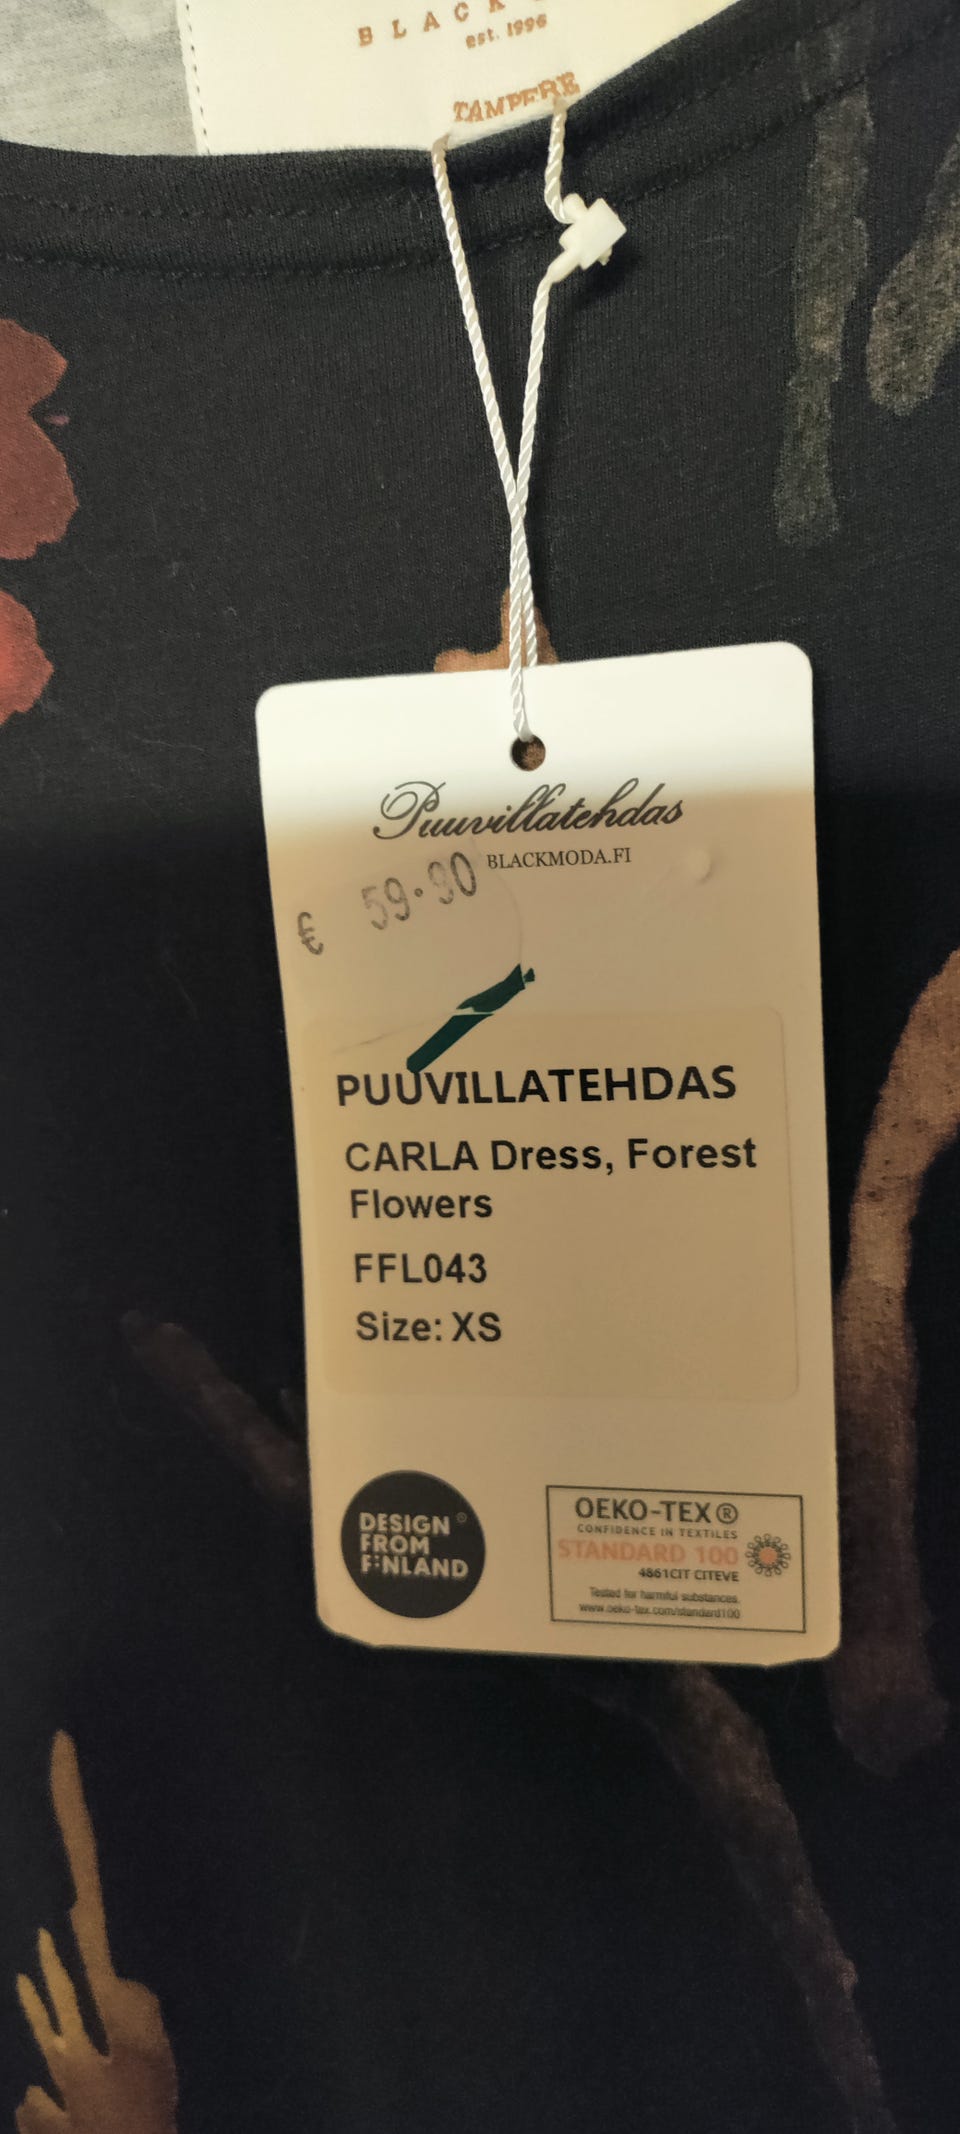 BLACK
est. 1996
TAMPERE
Puuvillatehdas
BLACKMODA.FI
€ 59.90
PUUVILLATEHDAS
CARLA Dress, Forest
Flowers
FFL043
Size: XS
DESIGN ®
FROM
FINLAND
OEKO-TEX®
CONFIDENCE IN TEXTILES
STANDARD 100
4861CIT CITEVE
Tested for harmful substances.
www.oeko-tex.com/standard100